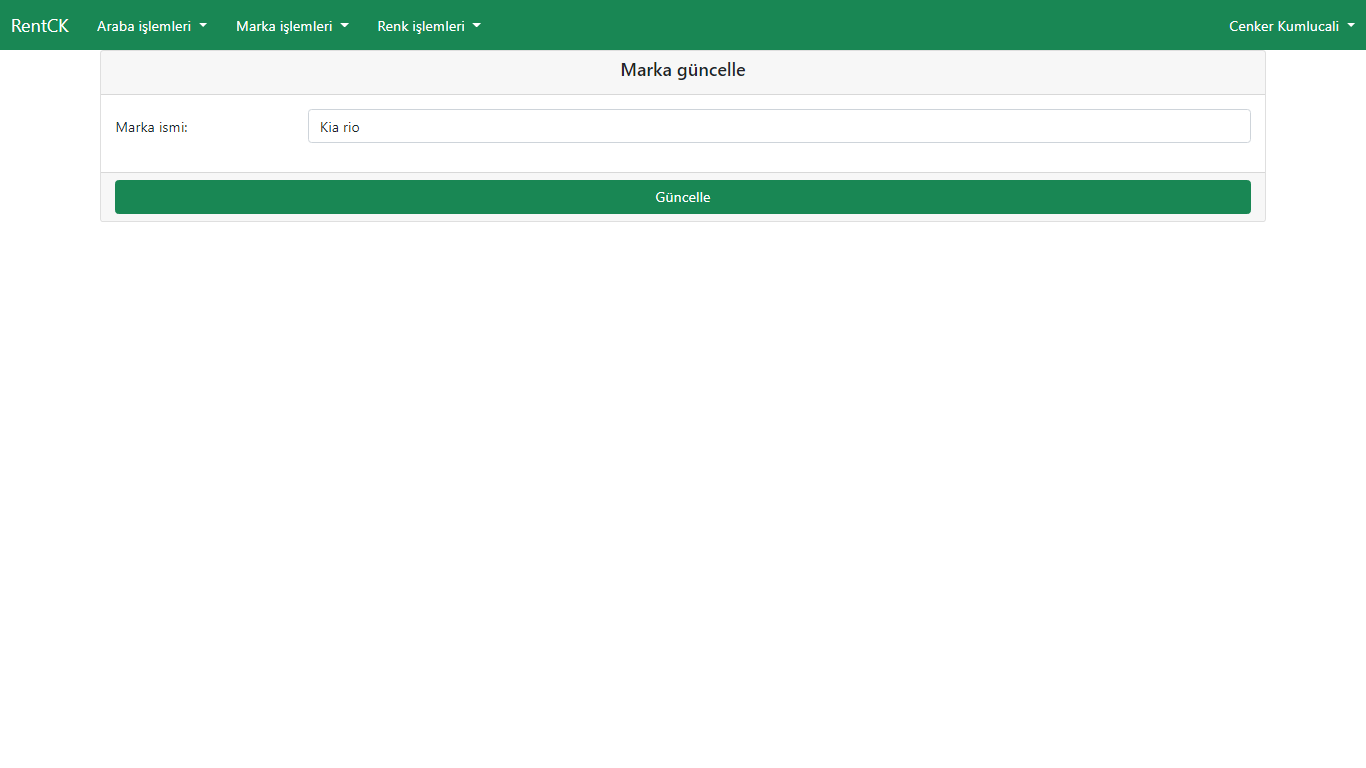 RentCK Araba işlemleri Marka işlemleri Renk işlemleri Cenker Kumlucali
Marka güncelle
Marka ismi: Kia rio
Güncelle